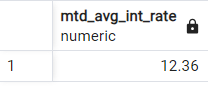 mtd_avg_int_rate
numeric
1
12.36